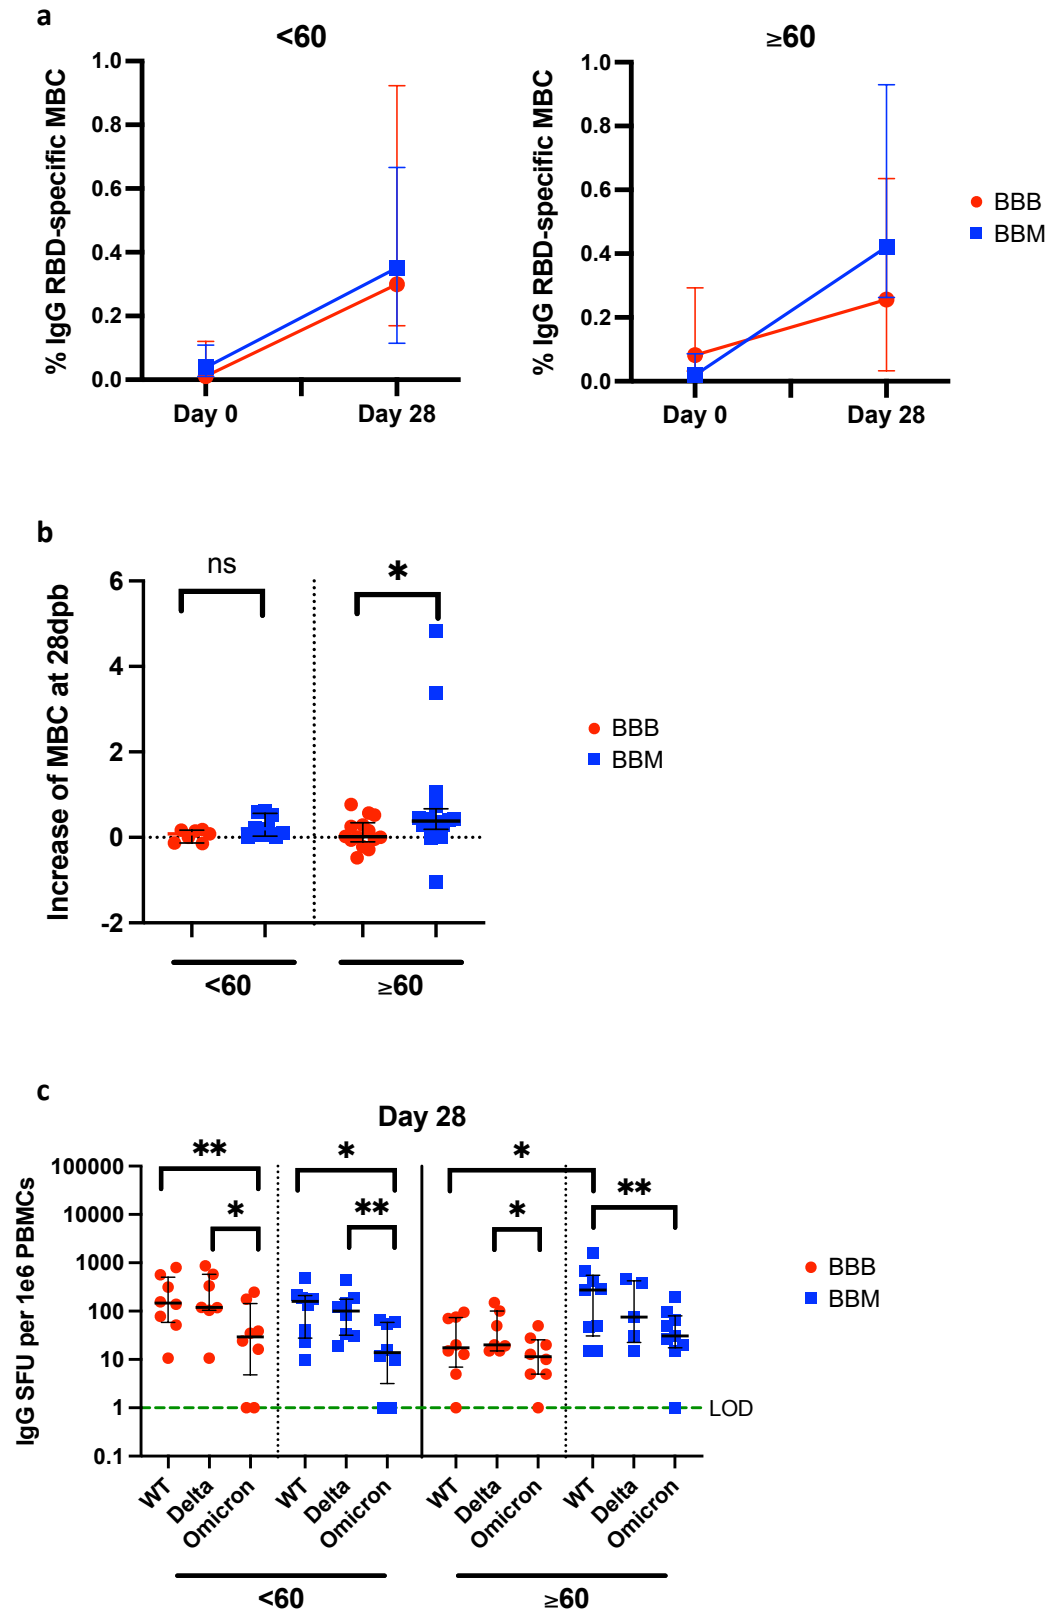 a
<60
≥60
% IgG RBD-specific MBC
1.0
0.8
0.6
0.4
0.2
0.0
Day 0
Day 28
% IgG RBD-specific MBC
1.0
0.8
0.6
0.4
0.2
0.0
Day 0
Day 28
BBB
BBM
b
Increase of MBC at 28dpb
6
4
2
0
-2
ns
*
<60
≥60
BBB
BBM
c
Day 28
IgG SFU per 1e6 PBMCs
100000
10000
1000
100
10
1
0.1
**
*
*
**
*
*
**
LOD
WT
Delta
Omicron
WT
Delta
Omicron
WT
Delta
Omicron
WT
Delta
Omicron
<60
≥60
BBB
BBM